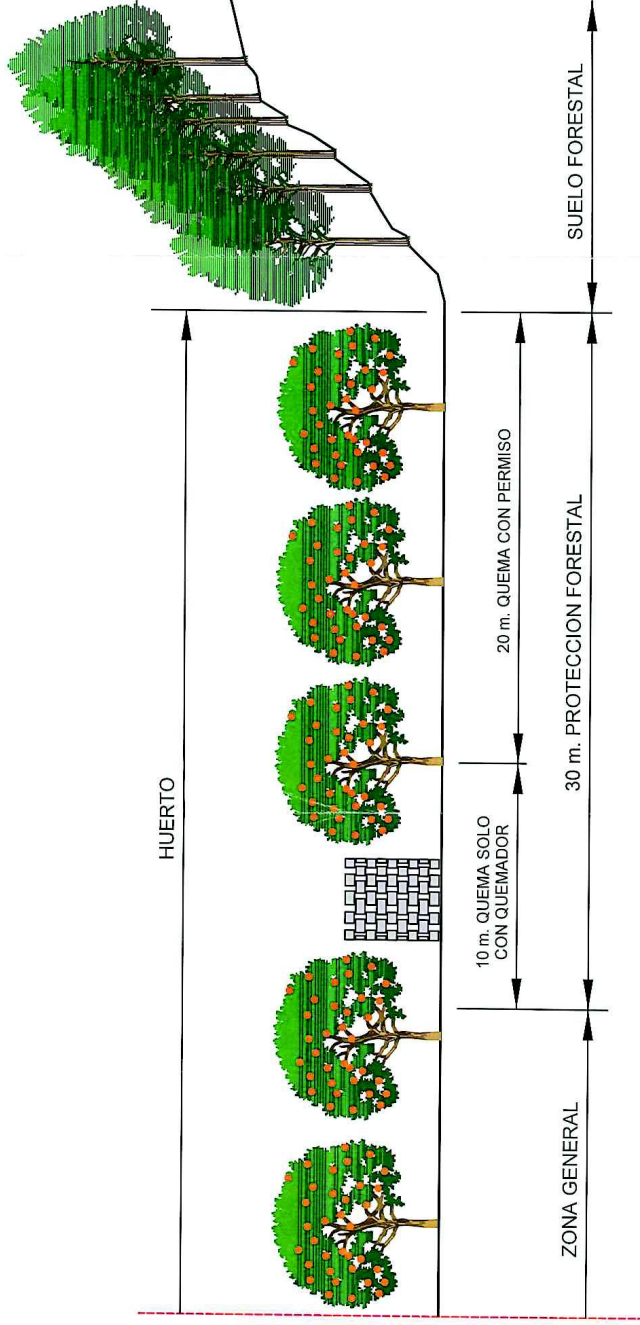 HUERTO
10 m. QUEMA SOLO
CON QUEMADOR
20 m. QUEMA CON PERMISO
ZONA GENERAL
30 m. PROTECCION FORESTAL
SUELO FORESTAL